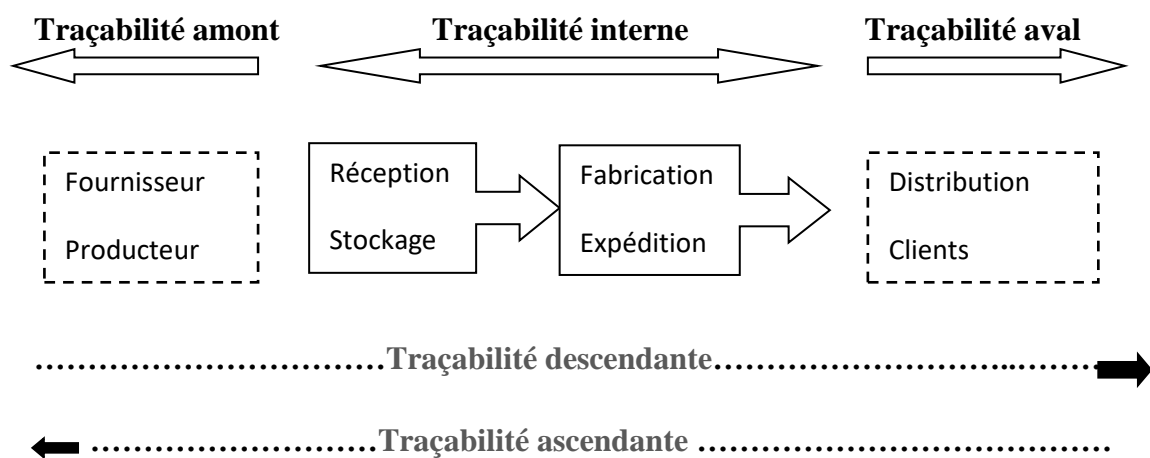 Traçabilité amont
Traçabilité interne
Traçabilité aval
Fournisseur
Producteur
Réception
Stockage
Fabrication
Expédition
Distribution
Clients
……………………………Traçabilité descendante………………………...………
……………………….Traçabilité ascendante …………………………………